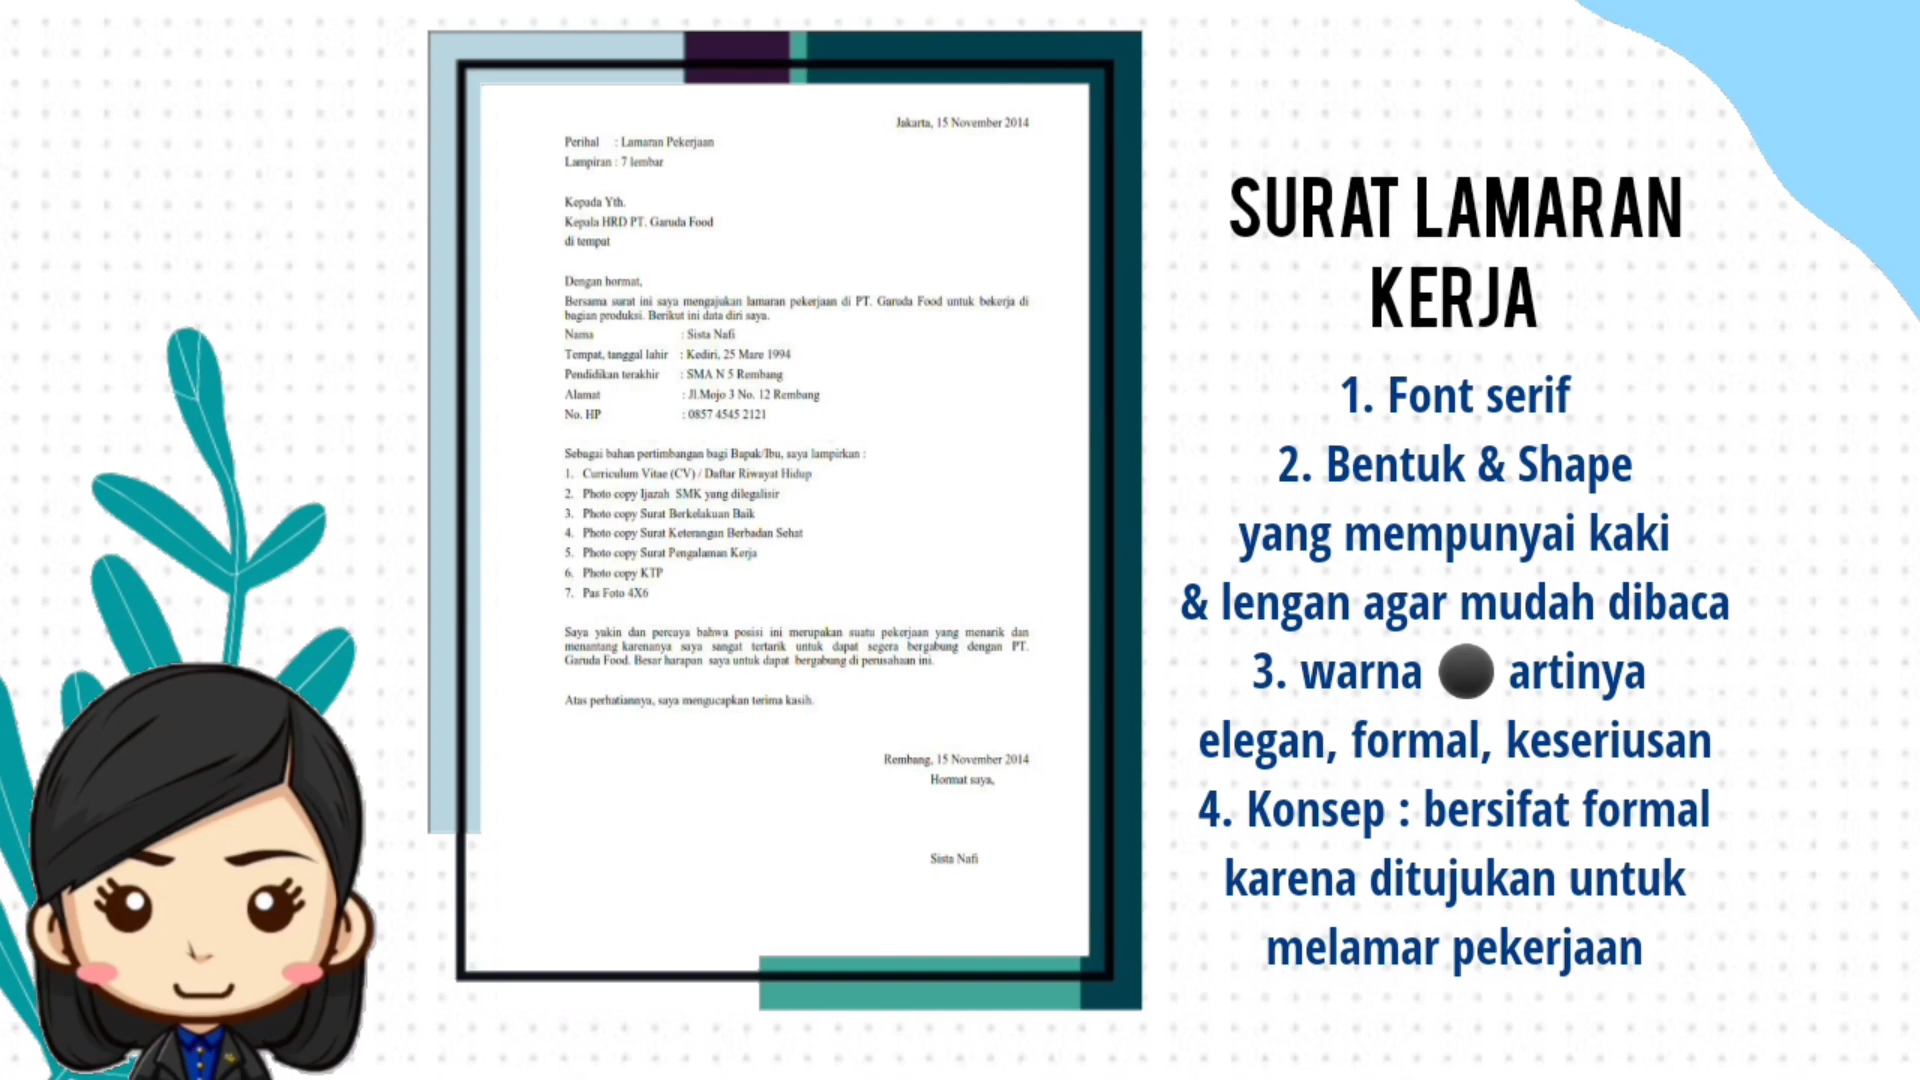 Jakarta, 15 November 2014
Perihal : Lamaran Pekerjaan
Lampiran : 7 lembar
Kepada Yth.
Kepala HRD PT. Garuda Food
di tempat
Dengan hormat,
Bersama surat ini saya mengajukan lamaran pekerjaan di PT. Garuda Food untuk bekerja di
bagian produksi. Berikut ini data diri saya.
Nama : Sista Nafi
Tempat, tanggal lahir : Kediri, 25 Mare 1994
Pendidikan terakhir : SMA N 5 Rembang
Alamat : Jl.Mojo 3 No. 12 Rembang
No. HP : 0857 4545 2121
Sebagai bahan pertimbangan bagi Bapak/Ibu, saya lampirkan :
1. Curriculum Vitae (CV) / Daftar Riwayat Hidup
2. Photo copy Ijazah SMK yang dilegalisir
3. Photo copy Surat Berkelakuan Baik
4. Photo copy Surat Keterangan Berbadan Sehat
5. Photo copy Surat Pengalaman Kerja
6. Photo copy KTP
7. Pas Foto 4X6
Saya yakin dan percaya bahwa posisi ini merupakan suatu pekerjaan yang menarik dan
menantang karenanya saya sangat tertarik untuk dapat segera bergabung dengan PT.
Garuda Food. Besar harapan saya untuk dapat bergabung di perusahaan ini.
Atas perhatiannya, saya mengucapkan terima kasih.
Rembang, 15 November 2014
Hormat saya,
Sista Nafi
SURAT LAMARAN
KERJA
1. Font serif
2. Bentuk & Shape
yang mempunyai kaki
& lengan agar mudah dibaca
3. warna ⚫ artinya
elegan, formal, keseriusan
4. Konsep : bersifat formal
karena ditujukan untuk
melamar pekerjaan